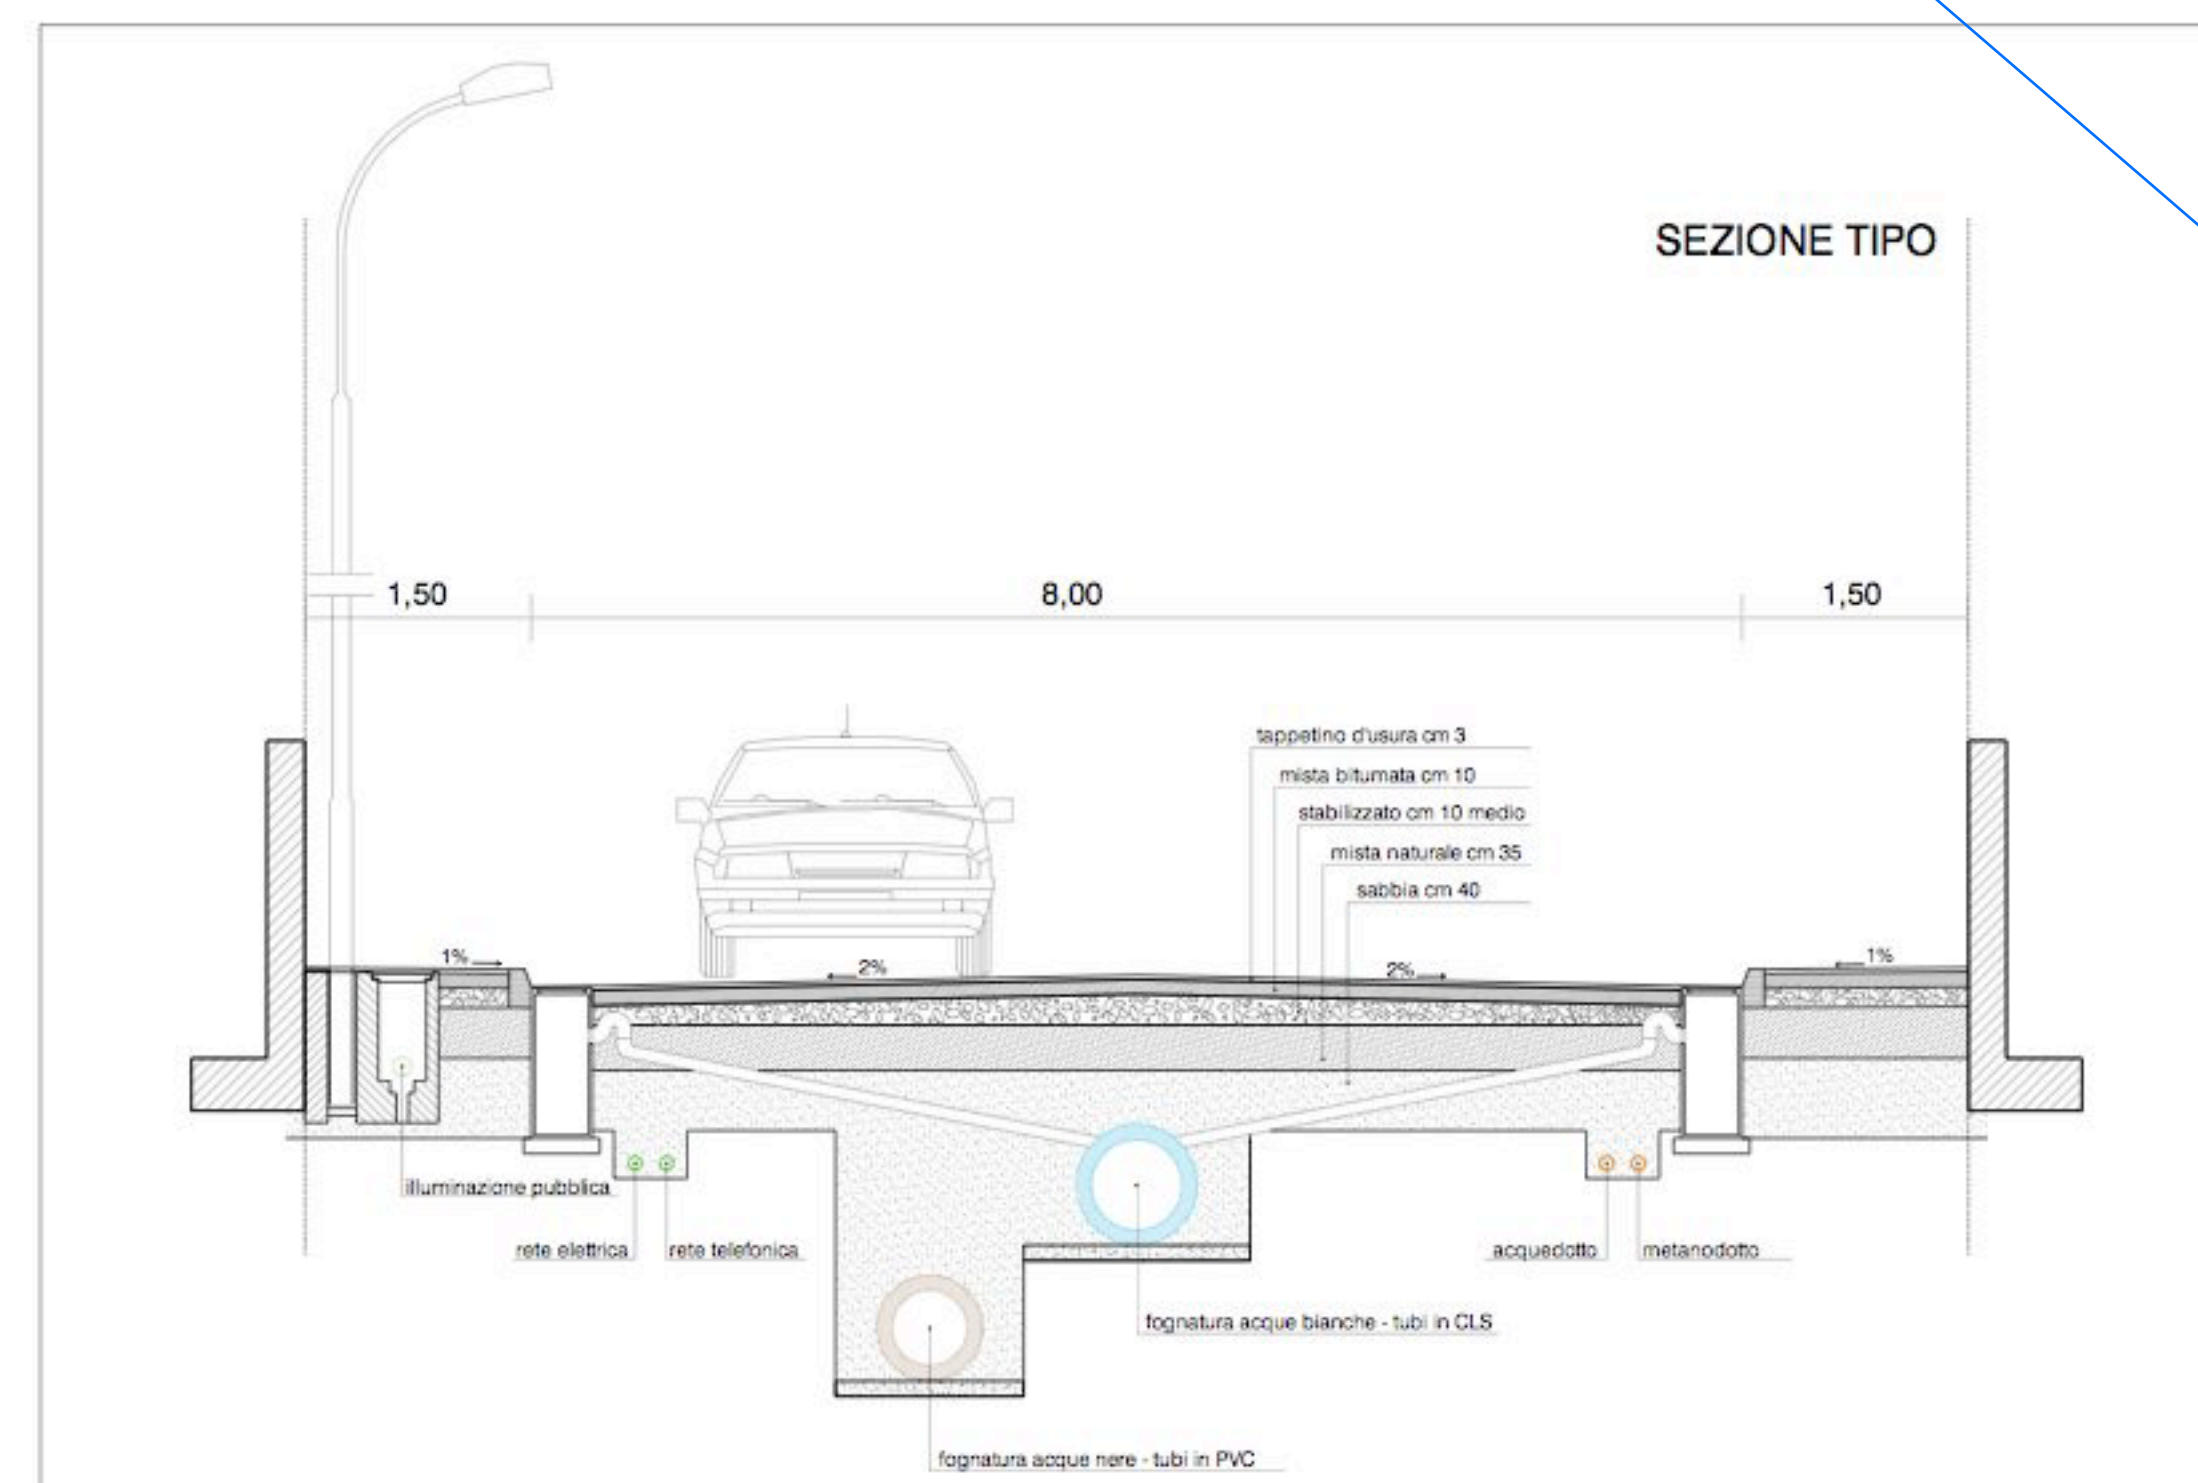 SEZIONE TIPO
1,50
8,00
1,50
tappetino d'usura cm 3
mista bitumata cm 10
stabilizzato cm 10 medio
mista naturale cm 35
sabbia cm 40
1%
2%
2%
1%
illuminazione pubblica
rete elettrica
rete telefonica
acquedotto
metanodotto
fognatura acque bianche - tubi in CLS
fognatura acque nere - tubi in PVC